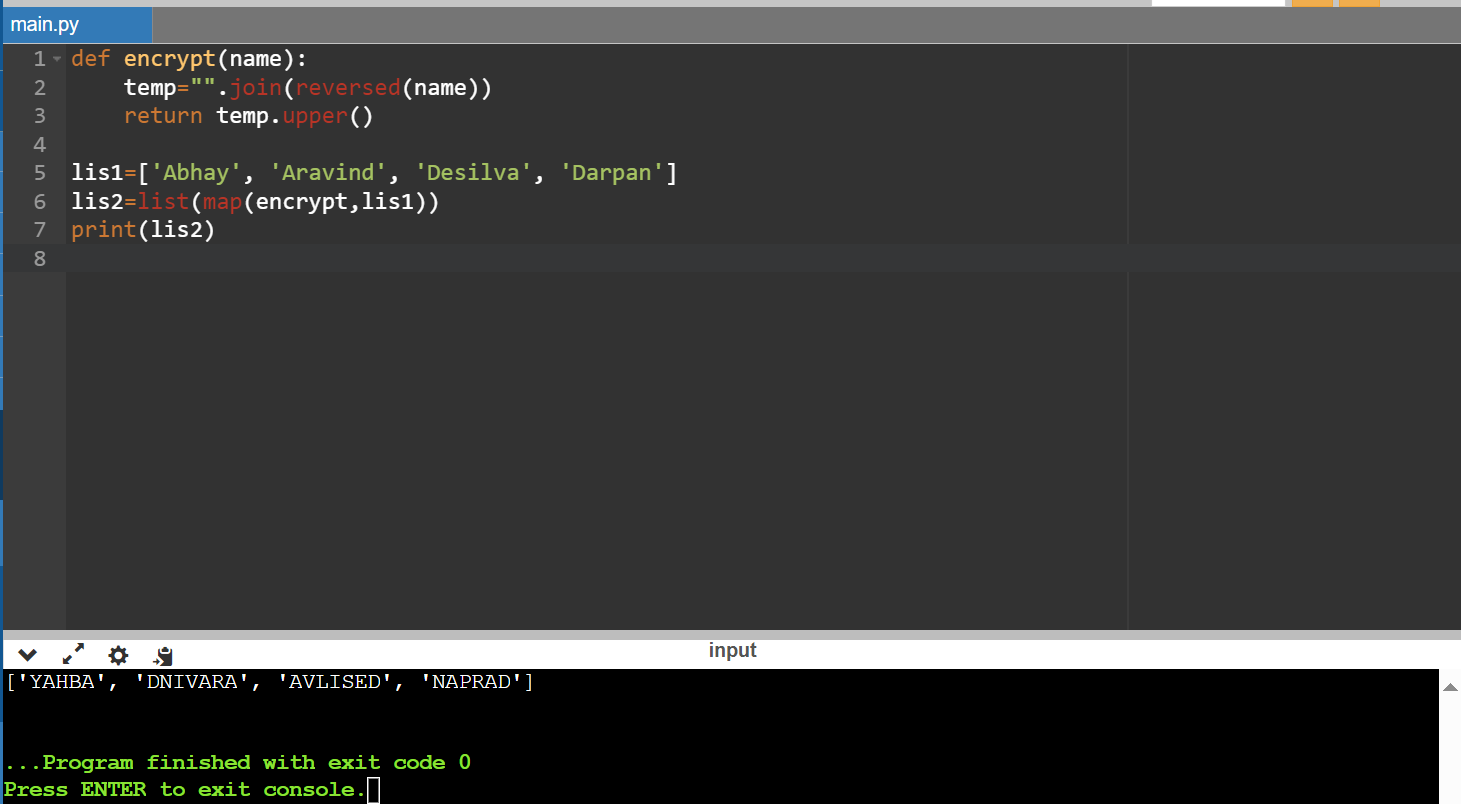 main.py
1 def encrypt(name):
2     temp="".join(reversed(name))
3     return temp.upper()
4
5 lis1=['Abhay', 'Aravind', 'Desilva', 'Darpan']
6 lis2=list(map(encrypt,lis1))
7 print(lis2)
8
input
['YAHBA', 'DNIVARA', 'AVLISED', 'NAPRAD']
...Program finished with exit code 0
Press ENTER to exit console.